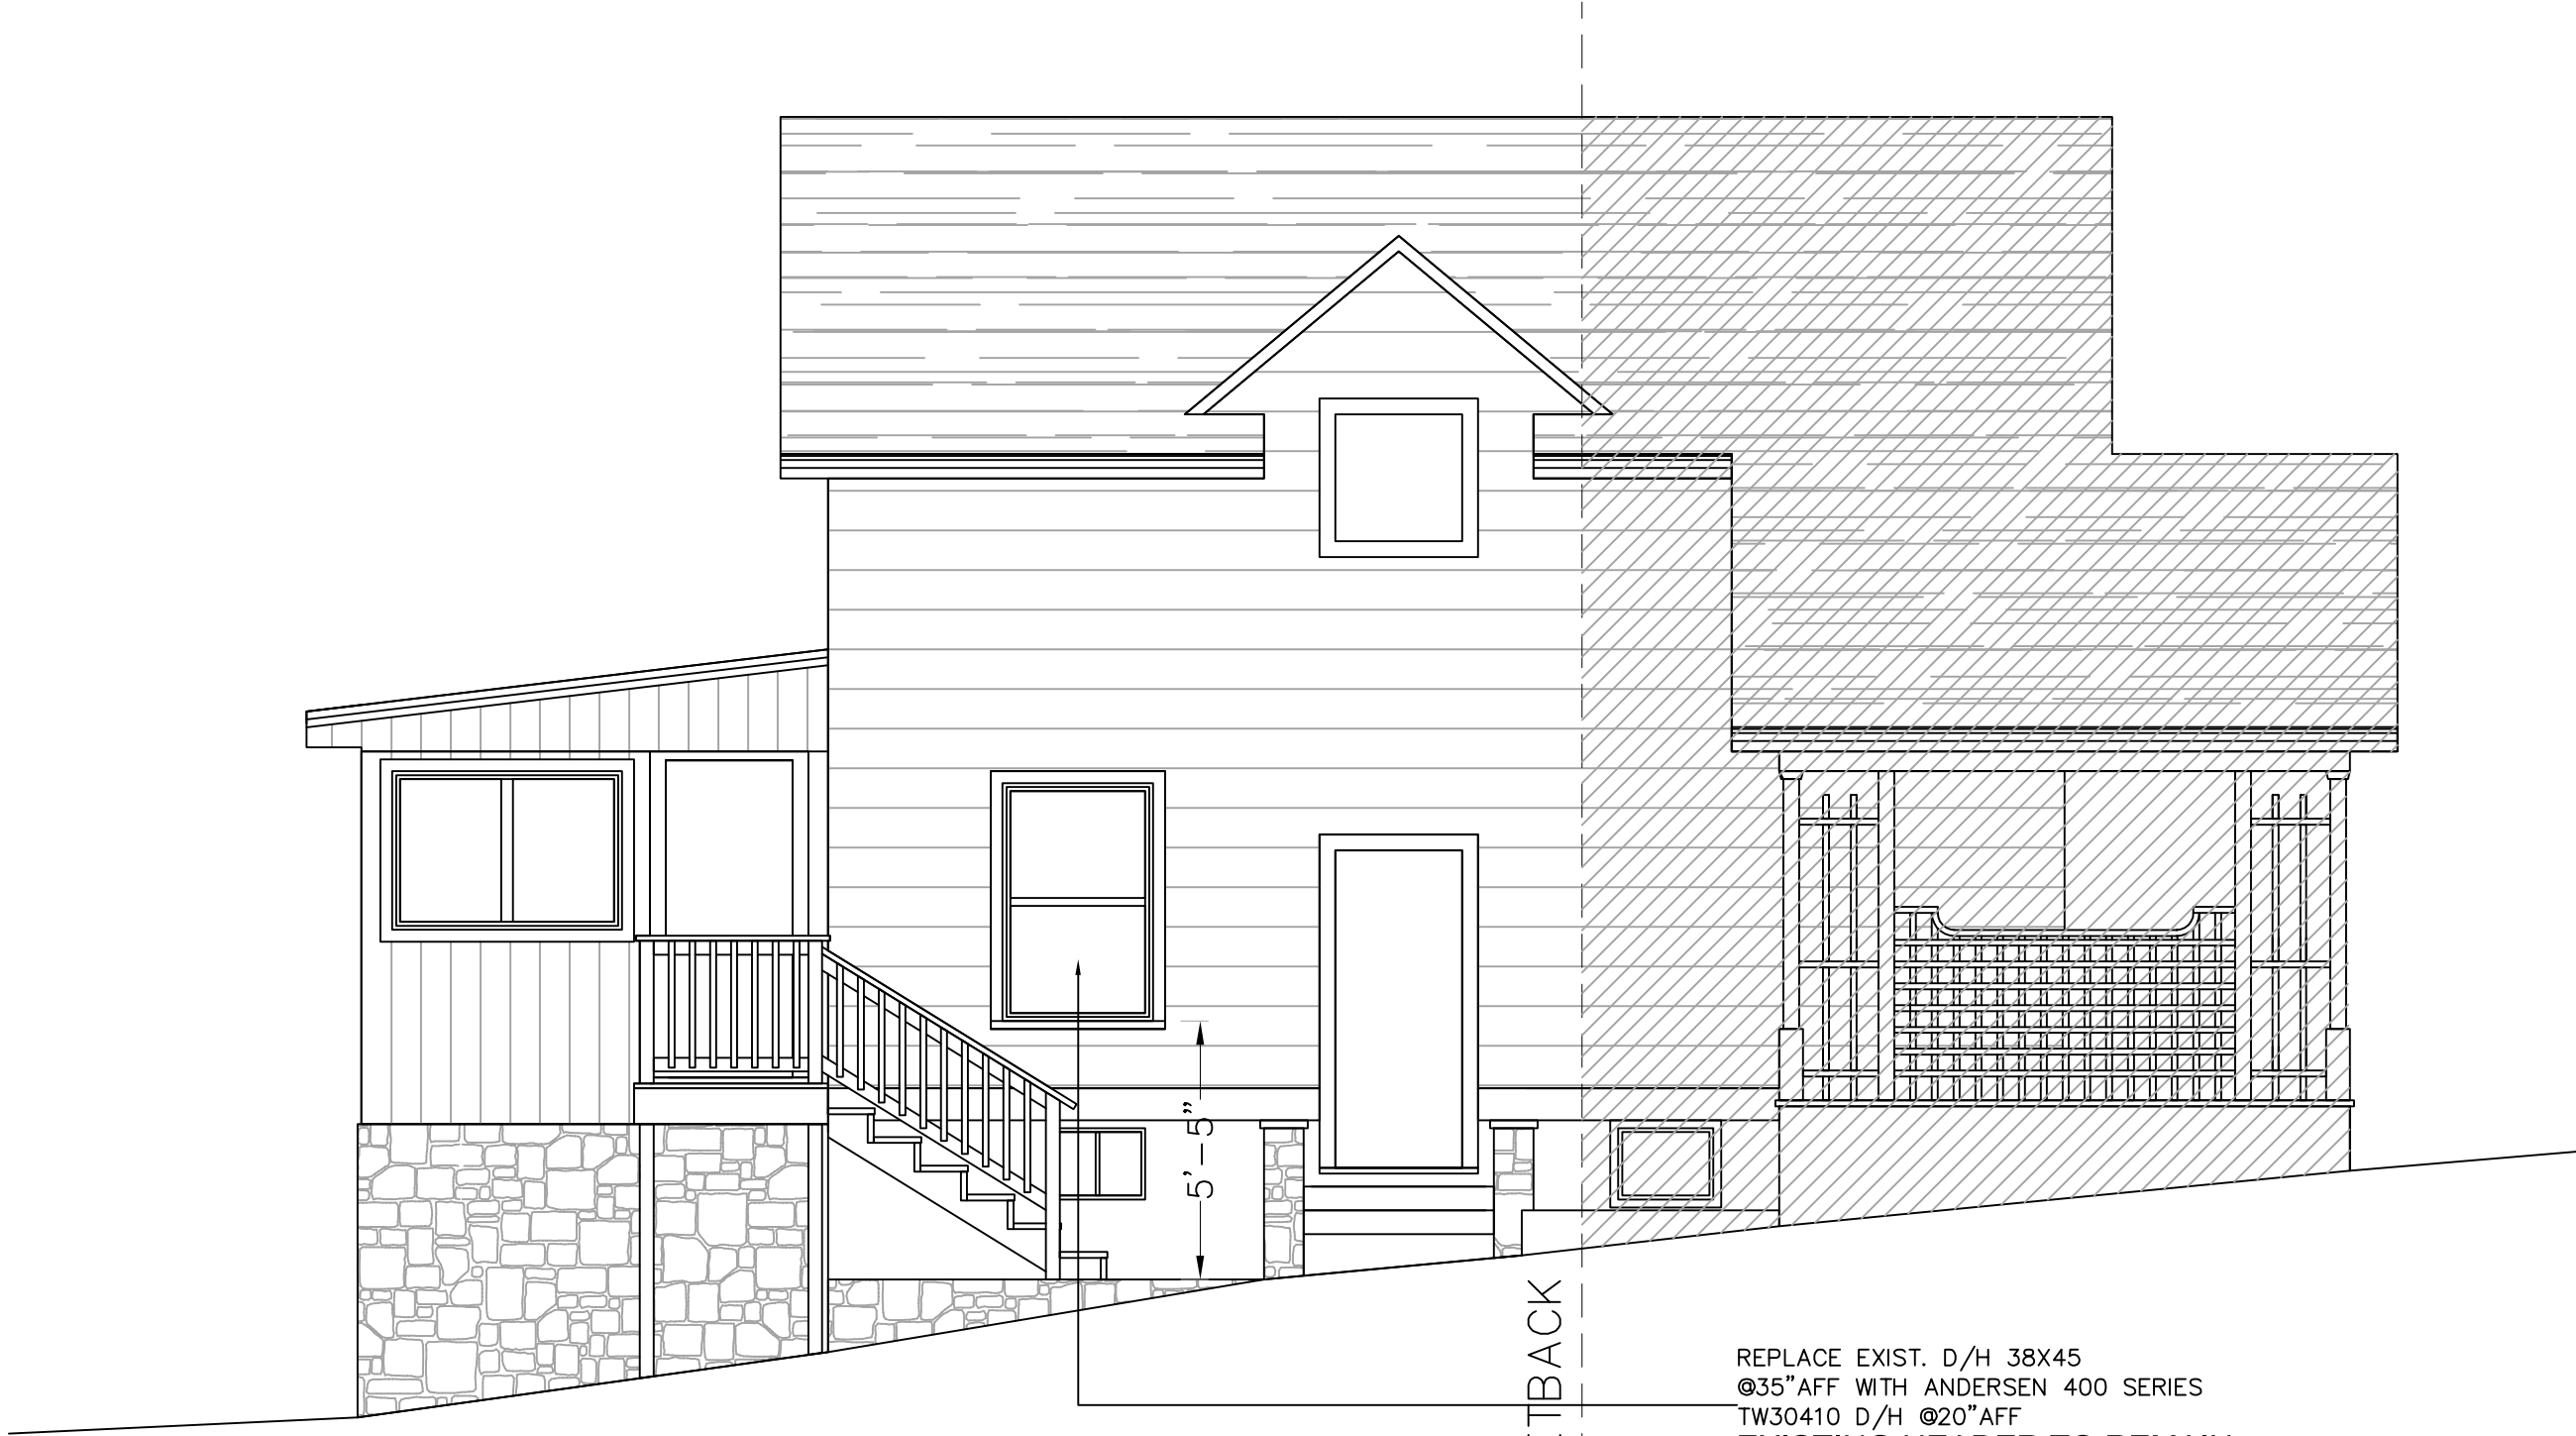 5'-5"
TBACK
REPLACE EXIST. D/H 38X45
@35"AFF WITH ANDERSEN 400 SERIES
TW30410 D/H @20"AFF